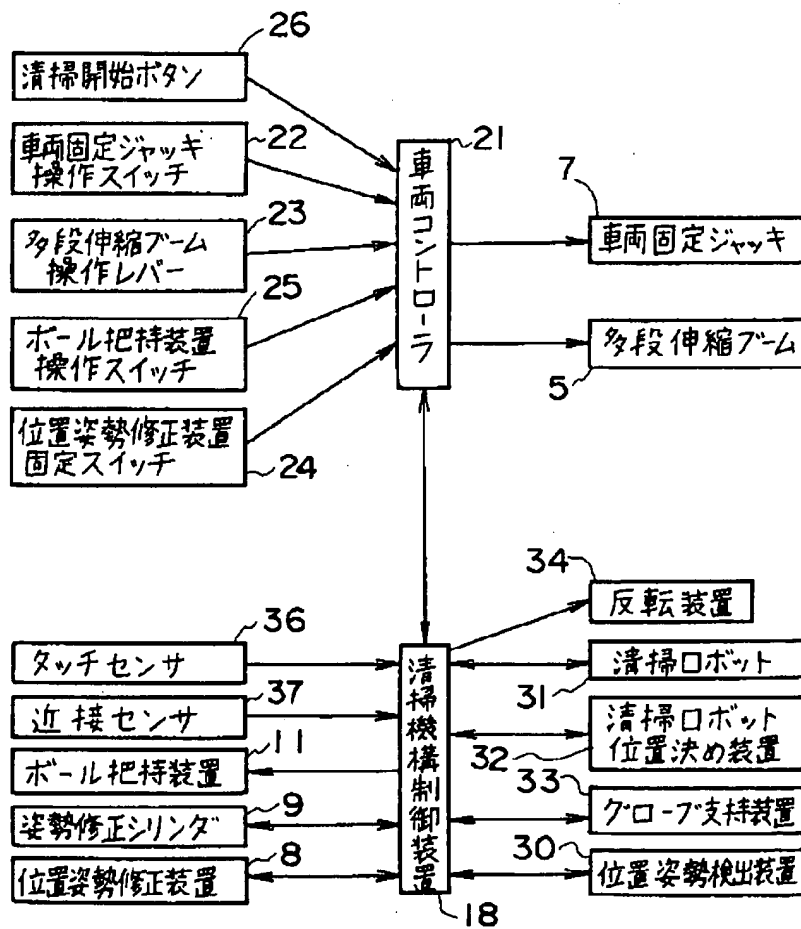 26
清掃開始ボタン
22
車両固定ジャッキ
操作スイッチ
23
多段伸縮ブーム
操作レバー
25
ポール把持装置
操作スイッチ
位置姿勢修正装置
固定スイッチ
24
21
車両コントローラ
7
車両固定ジャッキ
多段伸縮ブーム
5
36
タッチセンサ
37
近接センサ
11
ポール把持装置
9
姿勢修正シリンダ
8
位置姿勢修正装置
清掃機構制御装置
18
34
反転装置
清掃ロボット
31
清掃ロボット
位置決め装置
32
33
グローブ支持装置
30
位置姿勢検出装置